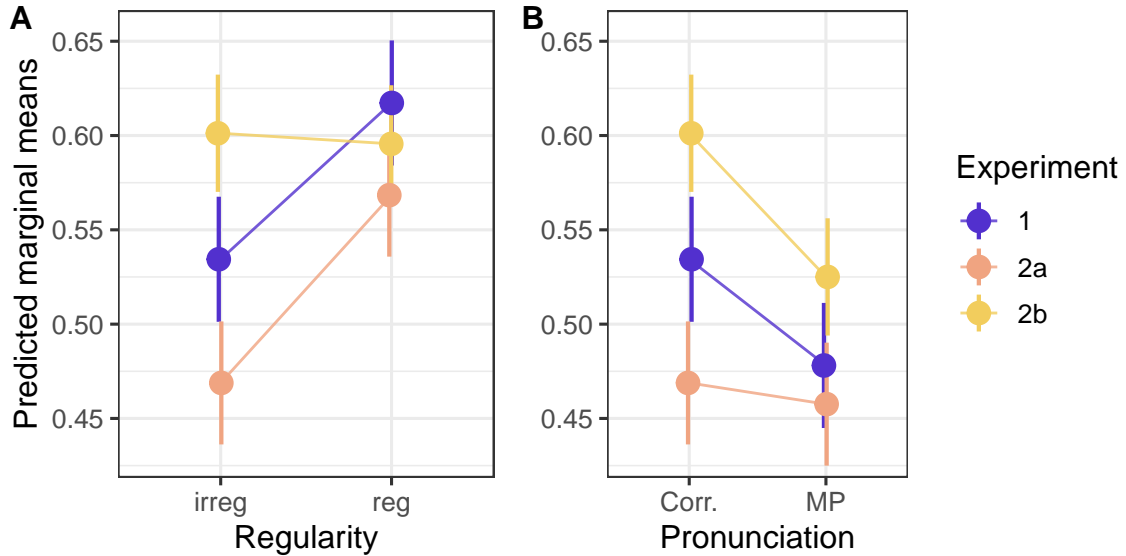 A
B
Predicted marginal means
0.65
0.60
0.55
0.50
0.45
irreg
reg
Regularity
0.65
0.60
0.55
0.50
0.45
Corr.
MP
Pronunciation
Experiment
1
2a
2b